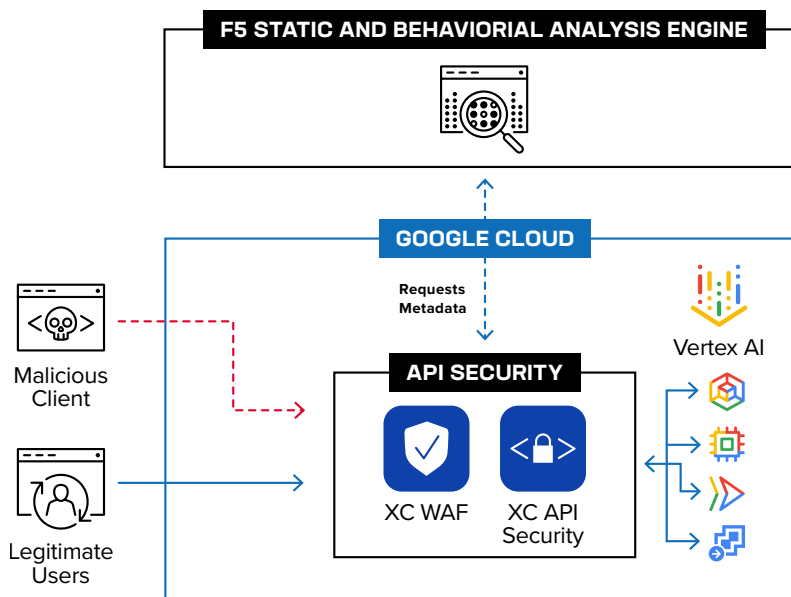 F5 STATIC AND BEHAVIORIAL ANALYSIS ENGINE
GOOGLE CLOUD
Requests
Metadata
Vertex AI
API SECURITY
Malicious
Client
XC WAF
XC API
Security
Legitimate
Users